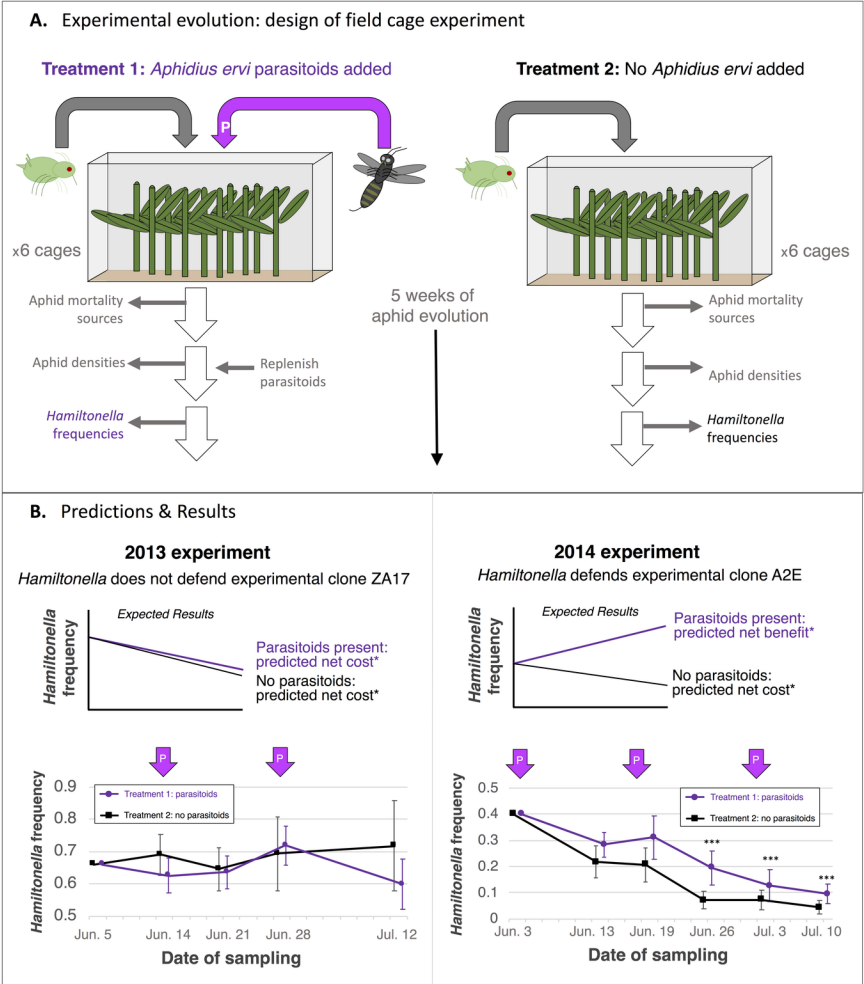 A. Experimental evolution: design of field cage experiment
Treatment 1: Aphidius ervi parasitoids added
Treatment 2: No Aphidius ervi added
P
x6 cages
x6 cages
5 weeks of
aphid evolution
Aphid mortality
sources
Aphid densities
Replenish
parasitoids
Hamiltonella
frequencies
Aphid mortality
sources
Aphid densities
Hamiltonella
frequencies
B. Predictions & Results
2013 experiment
Hamiltonella does not defend experimental clone ZA17
Expected Results
Hamiltonella
frequency
Parasitoids present:
predicted net cost*
No parasitoids:
predicted net cost*
P
P
0.9
0.8
0.7
0.6
0.5
Hamiltonella frequency
Treatment 1: parasitoids
Treatment 2: no parasitoids
Jun. 5
Jun. 14
Jun. 21
Jun. 28
Jul. 12
Date of sampling
2014 experiment
Hamiltonella defends experimental clone A2E
Expected Results
Hamiltonella
frequency
Parasitoids present:
predicted net benefit*
No parasitoids:
predicted net cost*
P
P
P
0.5
0.4
0.3
0.2
0.1
0
Hamiltonella frequency
Treatment 1: parasitoids
Treatment 2: no parasitoids
***
***
***
Jun. 3
Jun. 13
Jun. 19
Jun. 26
Jul. 3
Jul. 10
Date of sampling